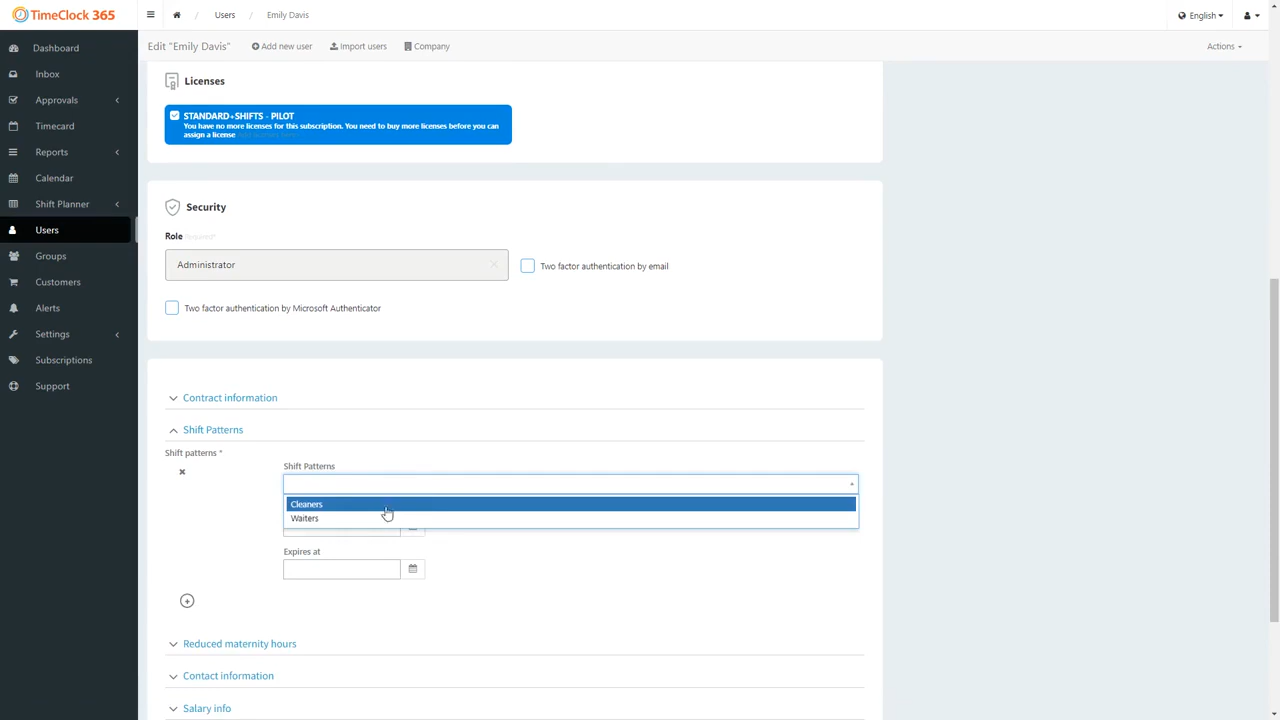 TimeClock 365
Users / Emily Davis
English
Edit "Emily Davis"
Add new user
Import users
Company
Actions
Dashboard
Inbox
Approvals
Timecard
Reports
Calendar
Shift Planner
Users
Groups
Customers
Alerts
Settings
Subscriptions
Support
Licenses
STANDARD+SHIFTS - PILOT
You have no more licenses for this subscription. You need to buy more licenses before you can
assign a license
Security
Role Required*
Administrator
Two factor authentication by email
Two factor authentication by Microsoft Authenticator
Contract information
Shift Patterns
Shift patterns *
Shift Patterns
Cleaners
Waiters
Expires at
Reduced maternity hours
Contact information
Salary info